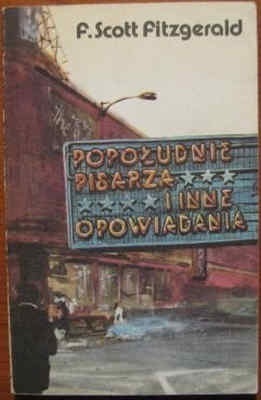 F. Scott Fitzgerald
POPOŁUDNIE
PISARZA
I INNE
OPOWIADANIA